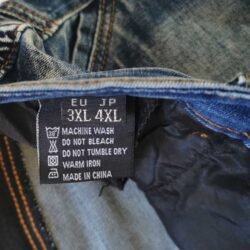 EU JP
3XL 4XL
MACHINE WASH
DO NOT BLEACH
DO NOT TUMBLE DRY
WARM IRON
MADE IN CHINA